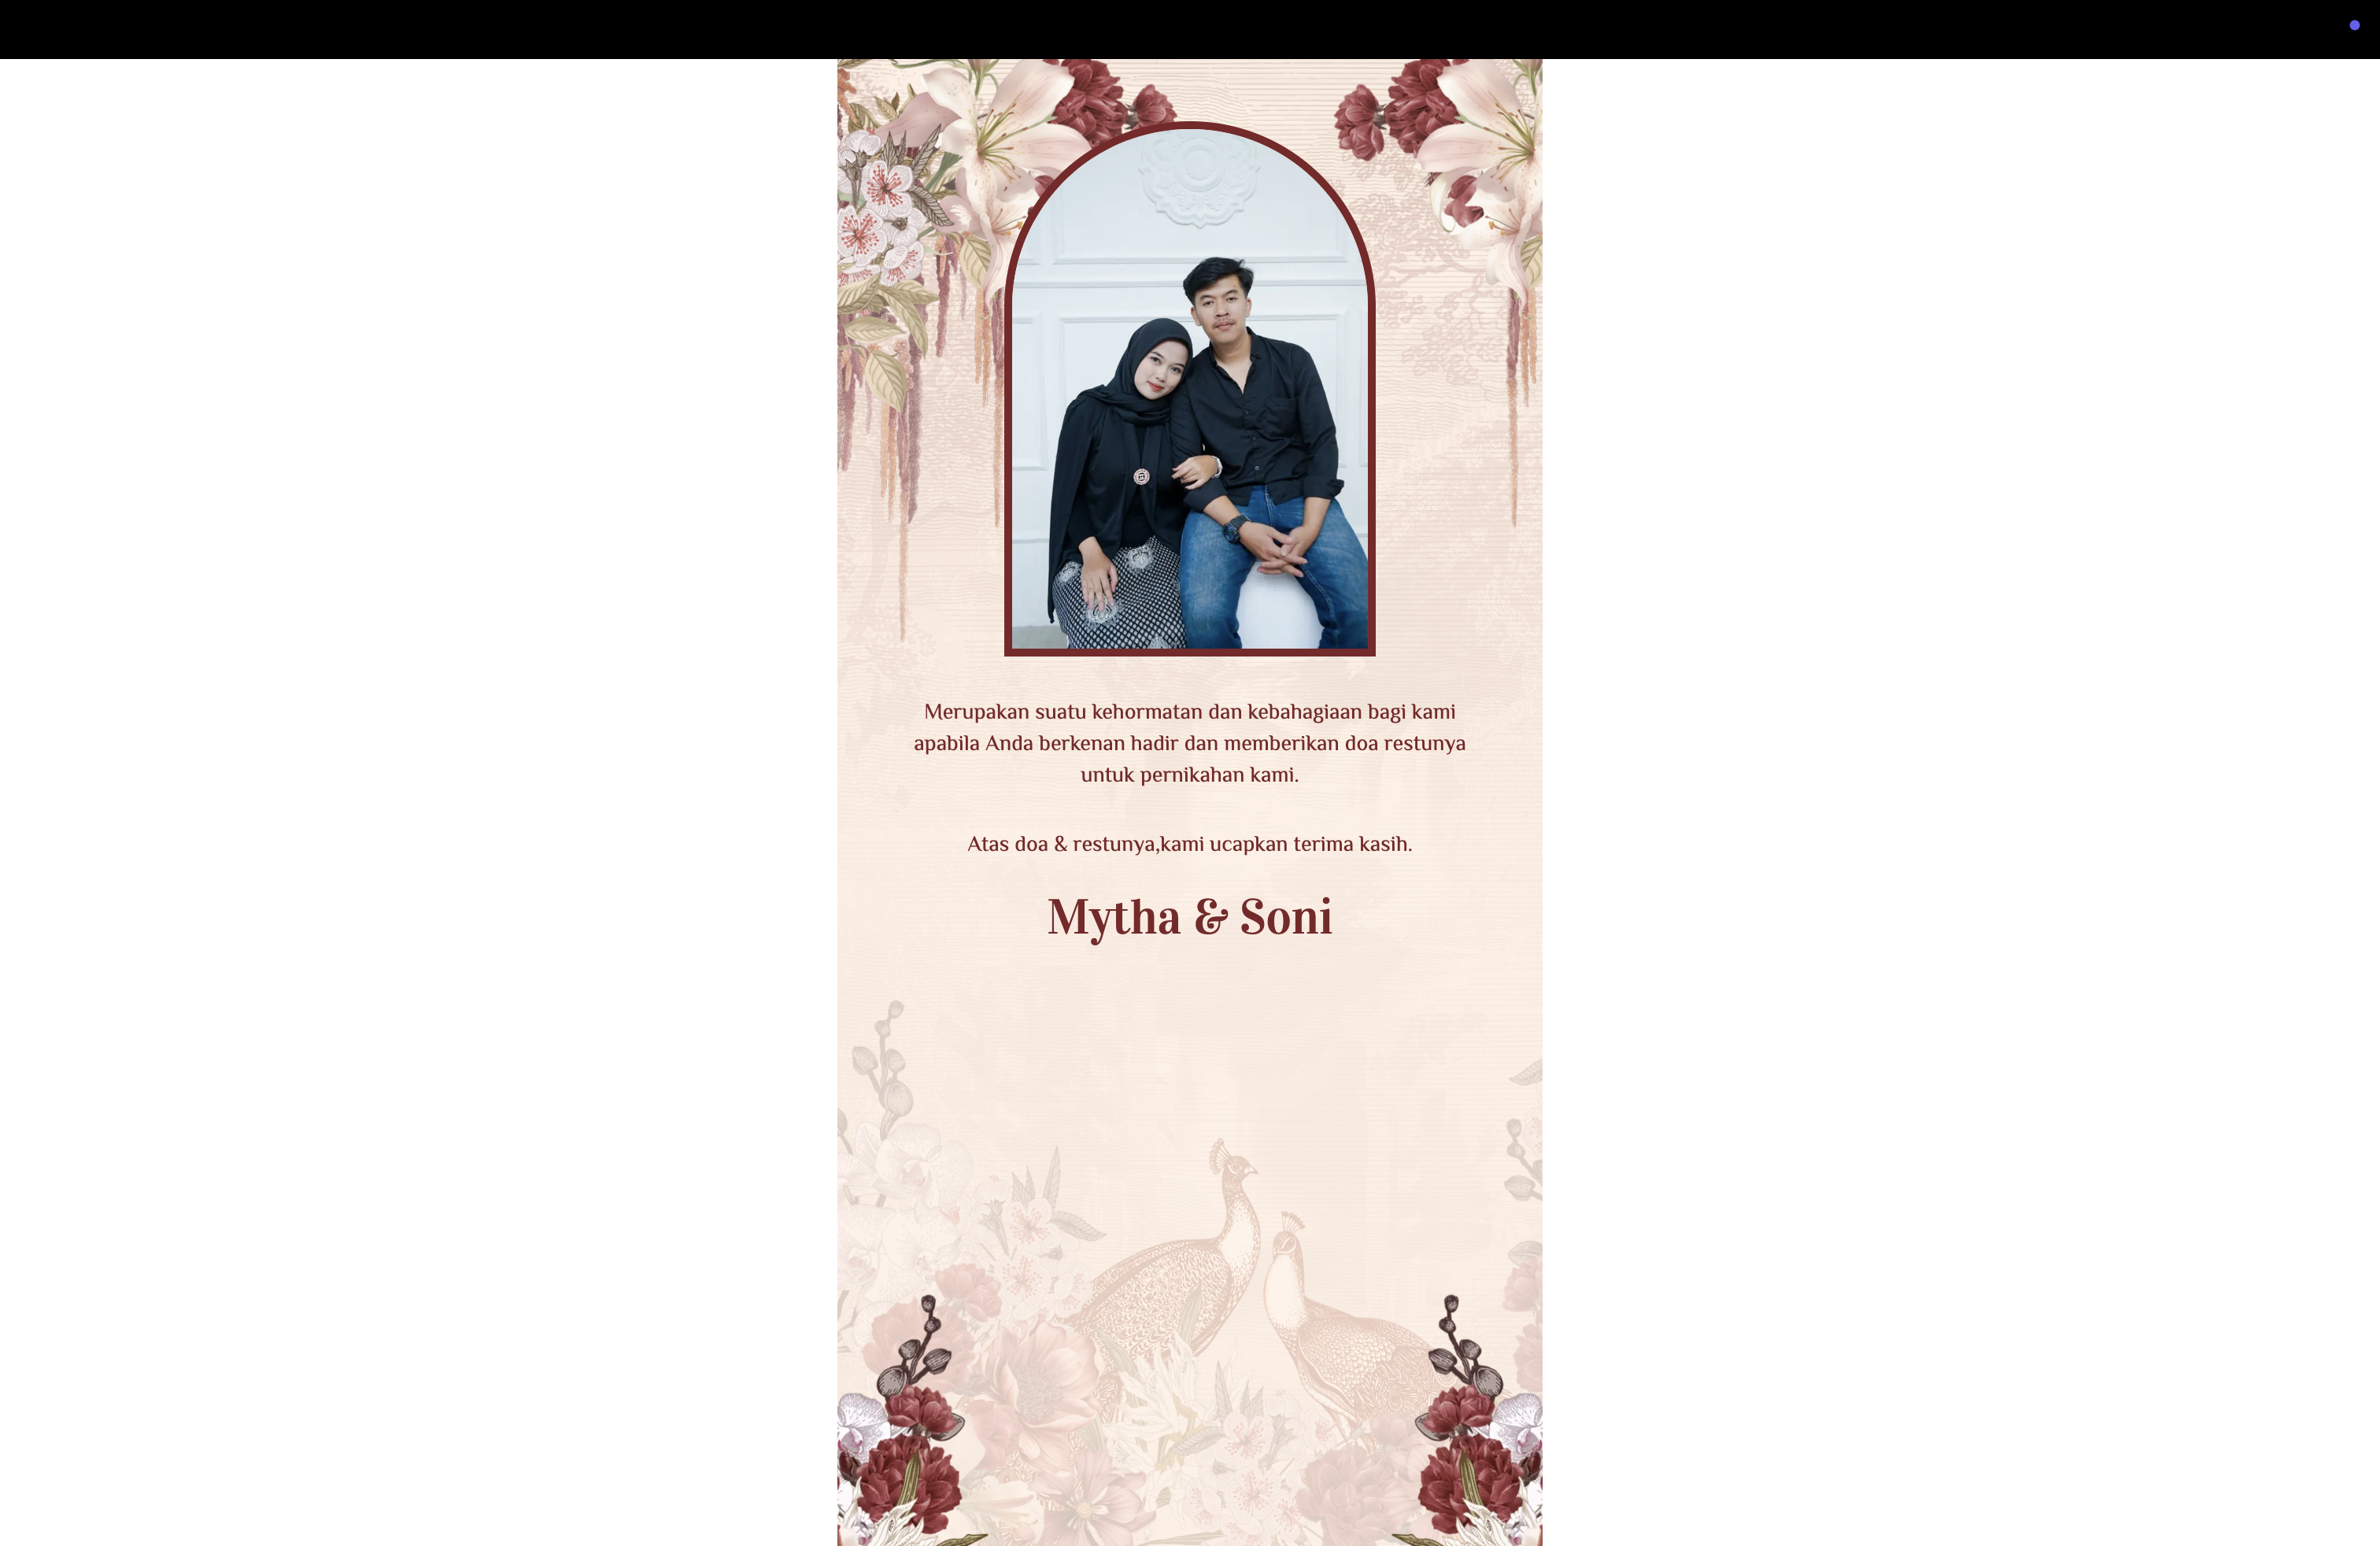 Merupakan suatu kehormatan dan kebahagiaan bagi kami
apabila Anda berkenan hadir dan memberikan doa restunya
untuk pernikahan kami.
Atas doa & restunya,kami ucapkan terima kasih.
Mytha & Soni